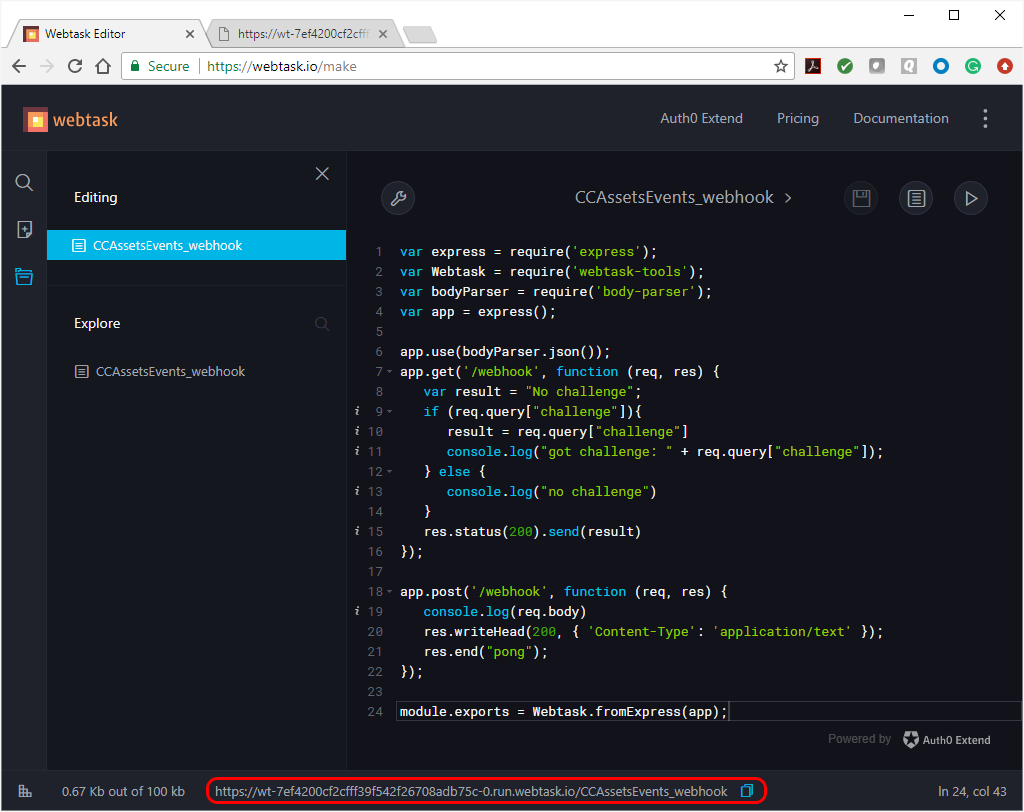 Webtask Editor
https://wt-7ef4200cf2cfff
Secure
https://webtask.io/make
webtask
Auth0 Extend
Pricing
Documentation
Editing
CCAssetsEvents_webhook
Explore
CCAssetsEvents_webhook
CCAssetsEvents_webhook >
1 var express = require('express');
2 var Webtask = require('webtask-tools');
3 var bodyParser = require('body-parser');
4 var app = express();
5
6 app.use(bodyParser.json());
7 app.get('/webhook', function (req, res) {
8 var result = "No challenge";
i 9 if (req.query["challenge"]){
i 10 result = req.query["challenge"]
i 11 console.log("got challenge: " + req.query["challenge"]);
12 } else {
i 13 console.log("no challenge")
14 }
i 15 res.status(200).send(result)
16 });
17
18 app.post('/webhook', function (req, res) {
i 19 console.log(req.body)
20 res.writeHead(200, { 'Content-Type': 'application/text' });
21 res.end("pong");
22 });
23
24 module.exports = Webtask.fromExpress(app);
Powered by
Auth0 Extend
0.67 Kb out of 100 kb
https://wt-7ef4200cf2cfff39f542f26708adb75c-0.run.webtask.io/CCAssetsEvents_webhook
ln 24, col 43